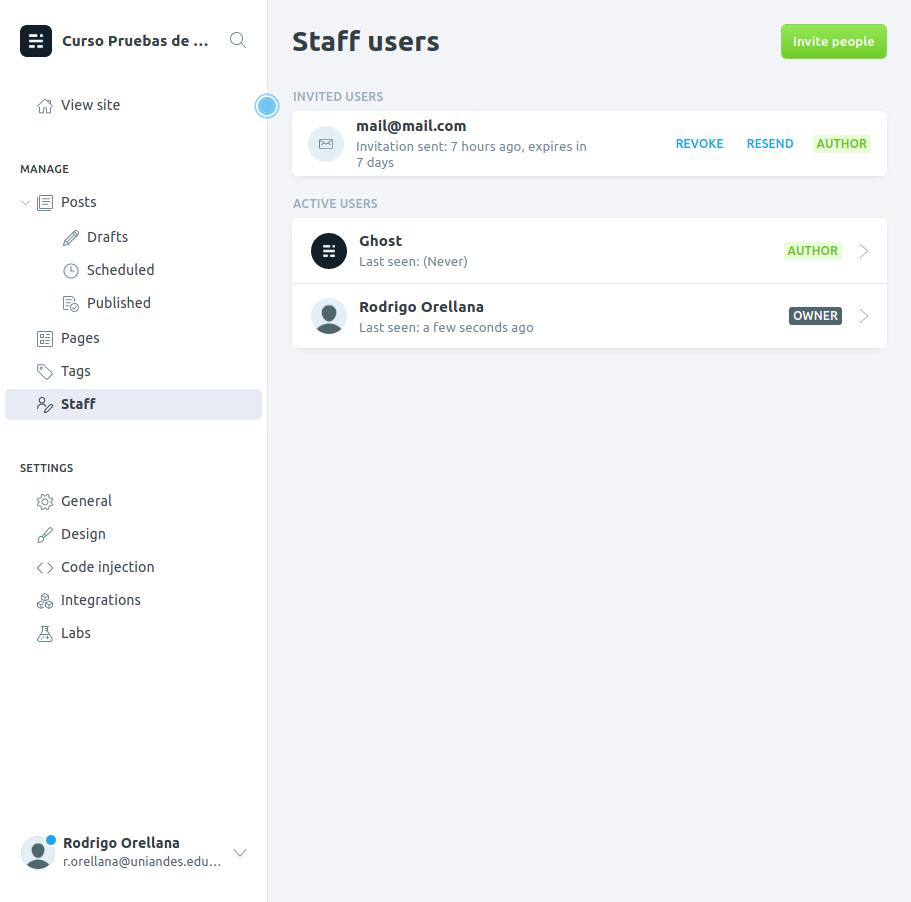 Curso Pruebas de ...
View site
MANAGE
Posts
Drafts
Scheduled
Published
Pages
Tags
Staff
SETTINGS
General
Design
Code injection
Integrations
Labs
Rodrigo Orellana
r.orellana@uniandes.edu...
Staff users
Invite people
INVITED USERS
mail@mail.com
Invitation sent: 7 hours ago, expires in
7 days
REVOKE RESEND AUTHOR
ACTIVE USERS
Ghost
Last seen: (Never)
AUTHOR
Rodrigo Orellana
Last seen: a few seconds ago
OWNER